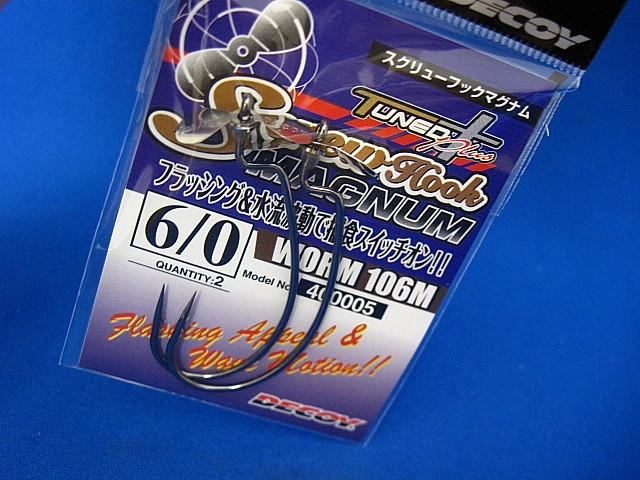 DECOY
スクリューフックマグナム
TUNED Plus
Screw Hook
MAGNUM
フラッシング&水流波動で捕食スイッチオン!!
6/0
WORM 106M
QUANTITY:2
Model No. 400005
Flashing Appeal &
Wave Motion!!
DECOY